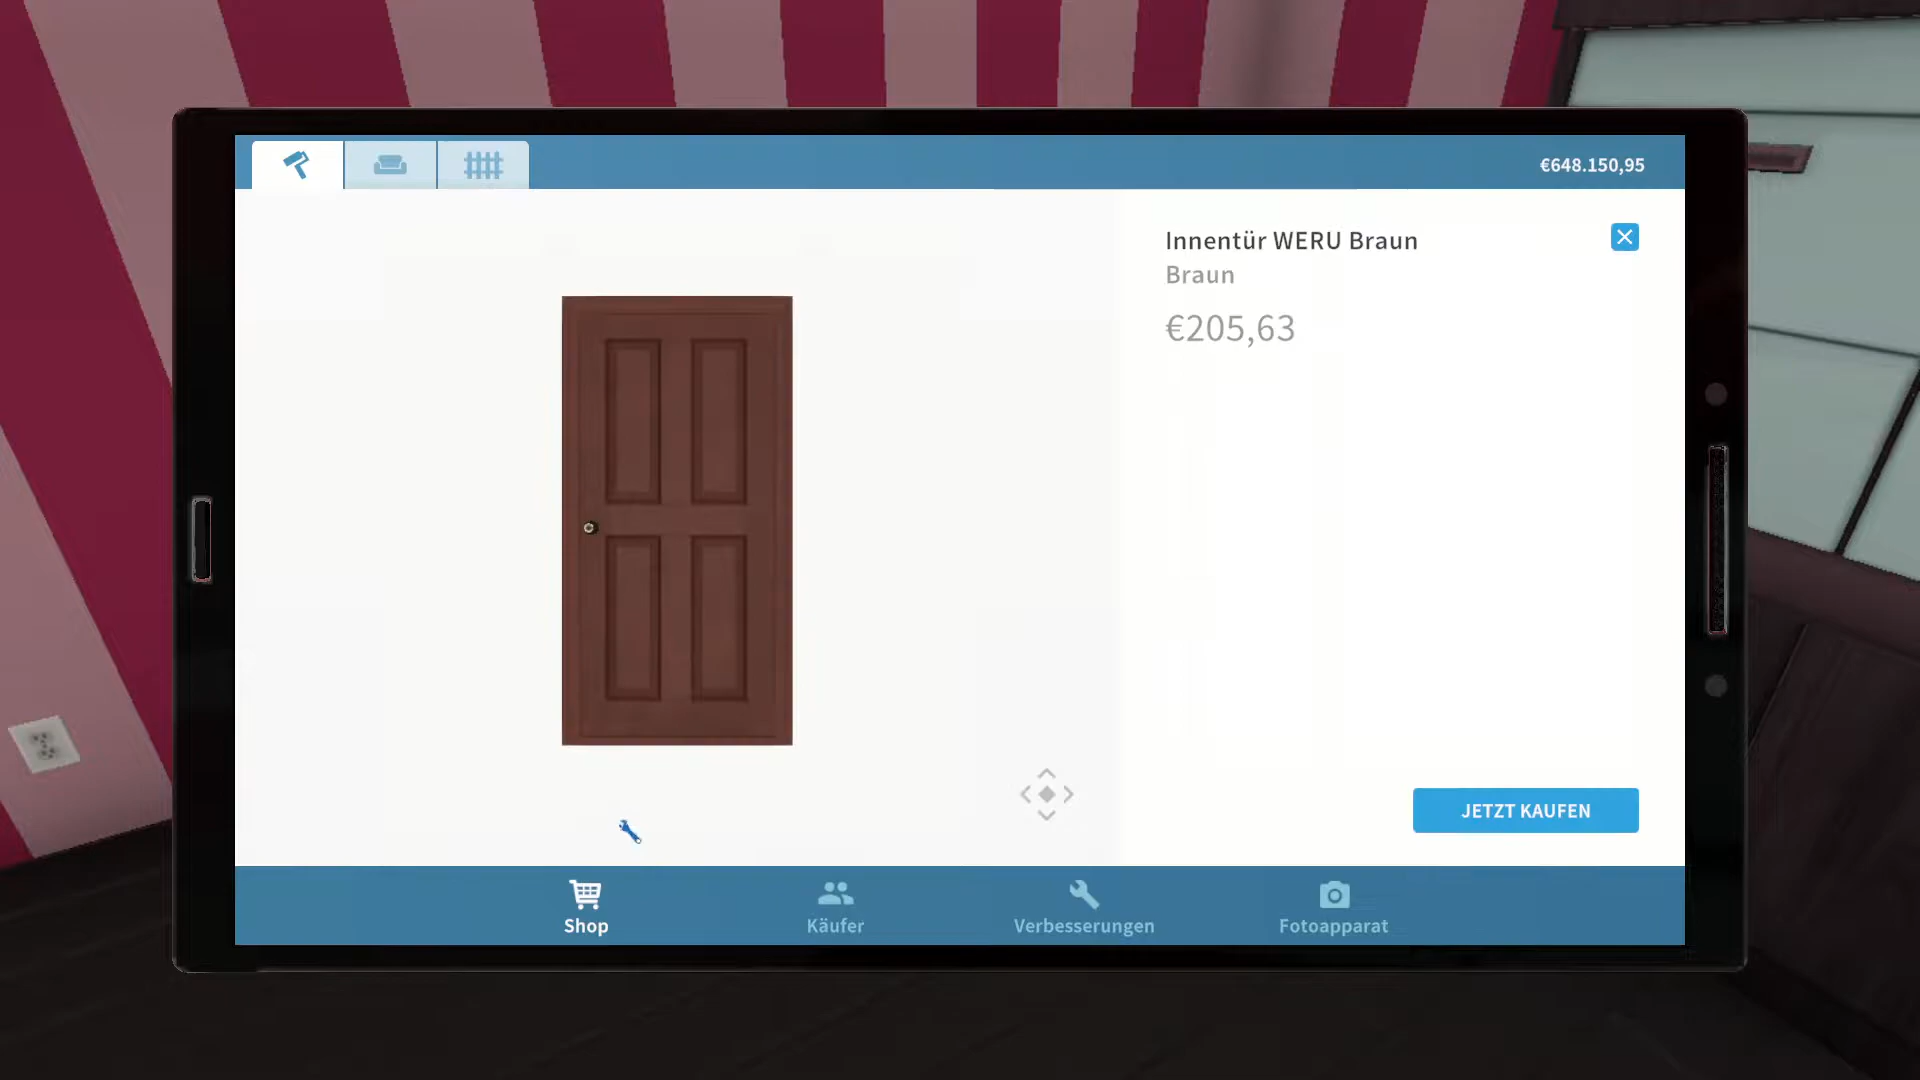 €648.150,95
Innentür WERU Braun
Braun
€205,63
JETZT KAUFEN
Shop
Käufer
Verbesserungen
Fotoapparat